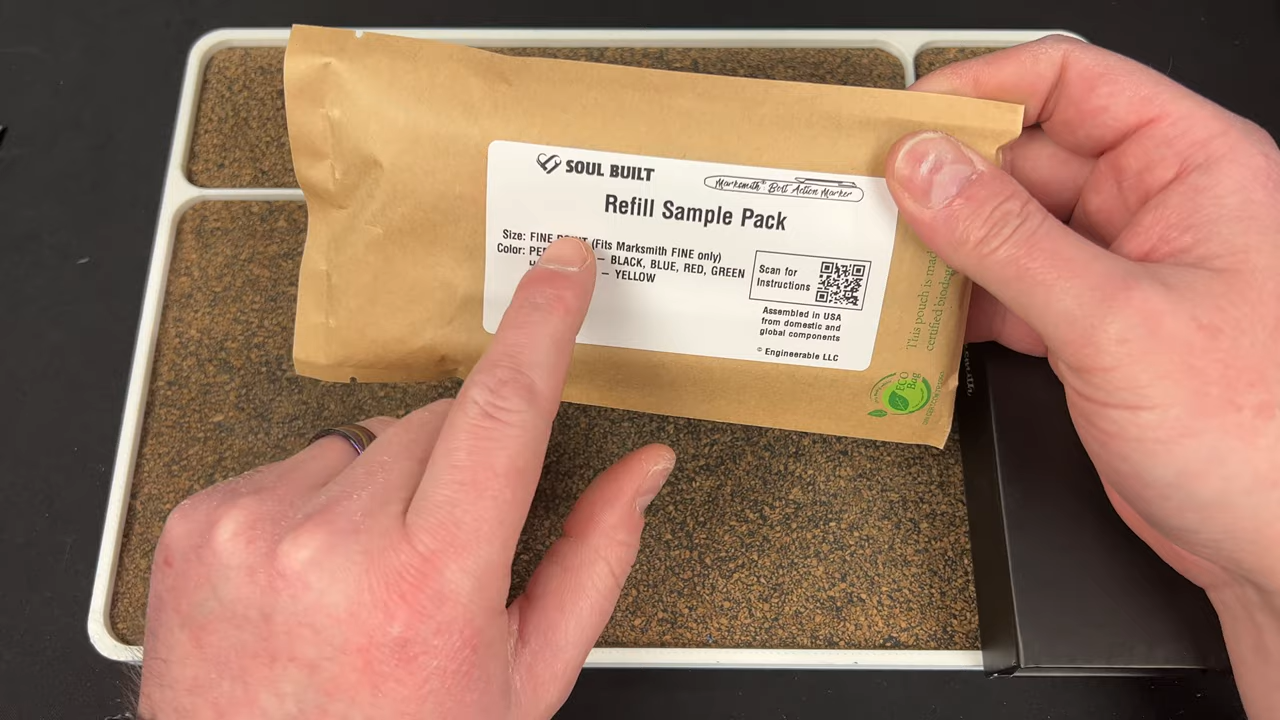 SOUL BUILT
Marksmith® Bolt Action Marker
Refill Sample Pack
Size: FINE (Fits Marksmith FINE only)
Color: – BLACK, BLUE, RED, GREEN
– YELLOW
Scan for
Instructions
Assembled in USA
from domestic and
global components
© Engineerable LLC
This pouch is mad
certified biodeg
ECO
Bag